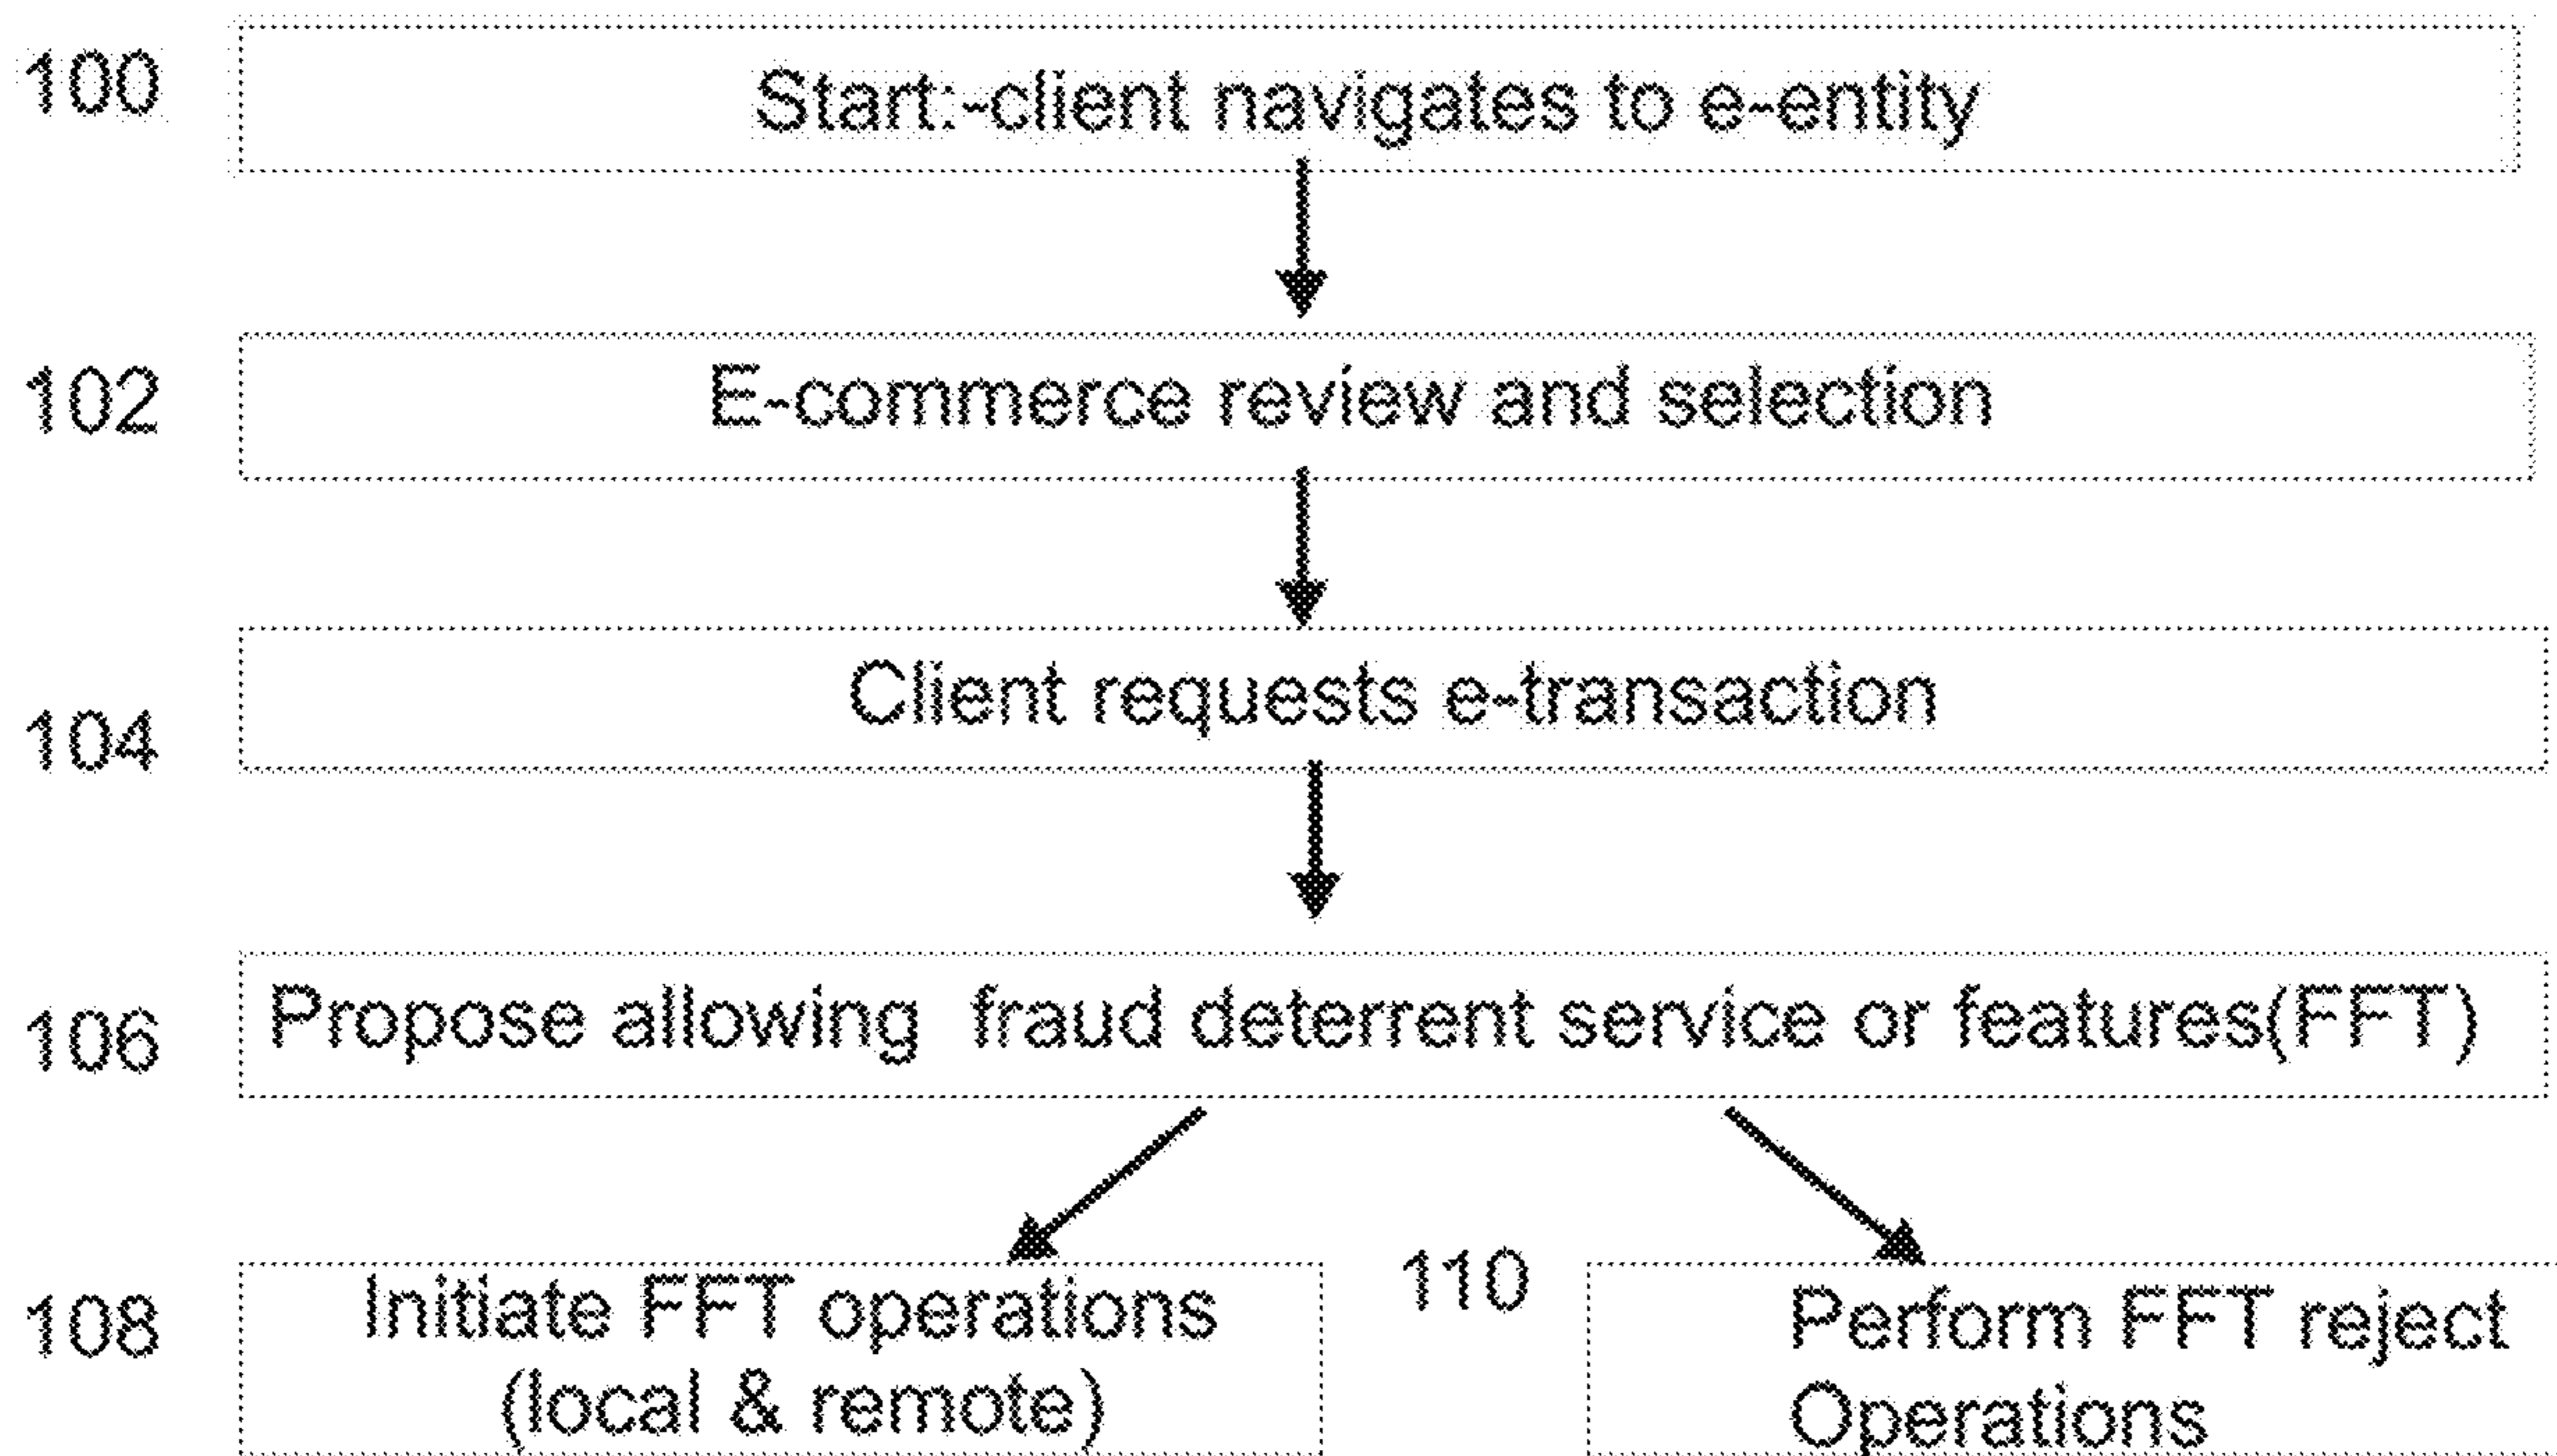 100
Start:-client navigates to e-entity
102
E-commerce review and selection
104
Client requests e-transaction
106
Propose allowing fraud deterrent service or features(FFT)
108
Initiate FFT operations
(local & remote)
110
Perform FFT reject
Operations